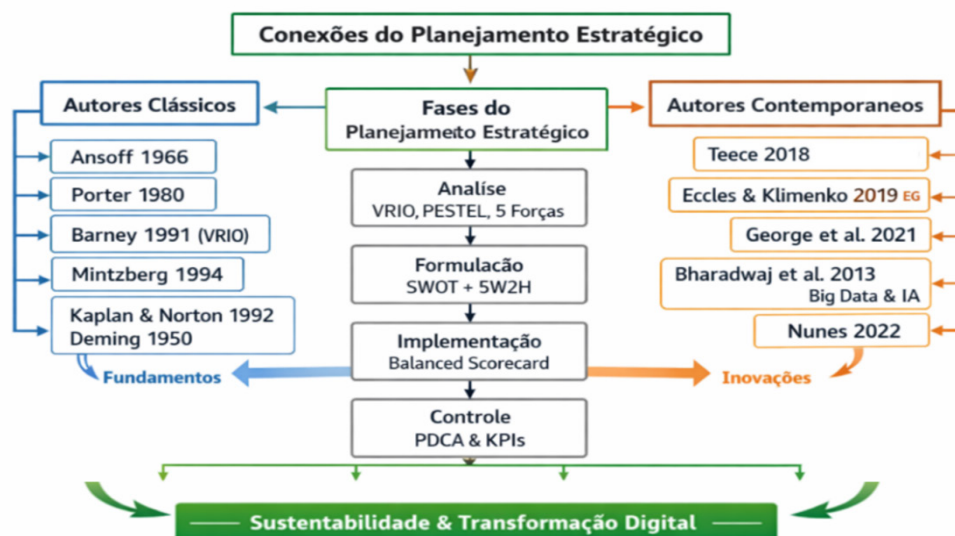 Conexões do Planejamento Estratégico
Autores Clássicos
Ansoff 1966
Porter 1980
Barney 1991 (VRIO)
Mintzberg 1994
Kaplan & Norton 1992
Deming 1950
Fundamentos
Fases do
Planejameto Estratégico
Analíse
VRIO, PESTEL, 5 Forças
Formulacão
SWOT + 5W2H
Implementação
Balanced Scorecard
Controle
PDCA & KPIs
Autores Contemporaneos
Teece 2018
Eccles & Klimenko 2019 EG
George et al. 2021
Bharadwaj et al. 2013
Big Data & IA
Nunes 2022
Inovações
Sustentabilidade & Transformação Digital